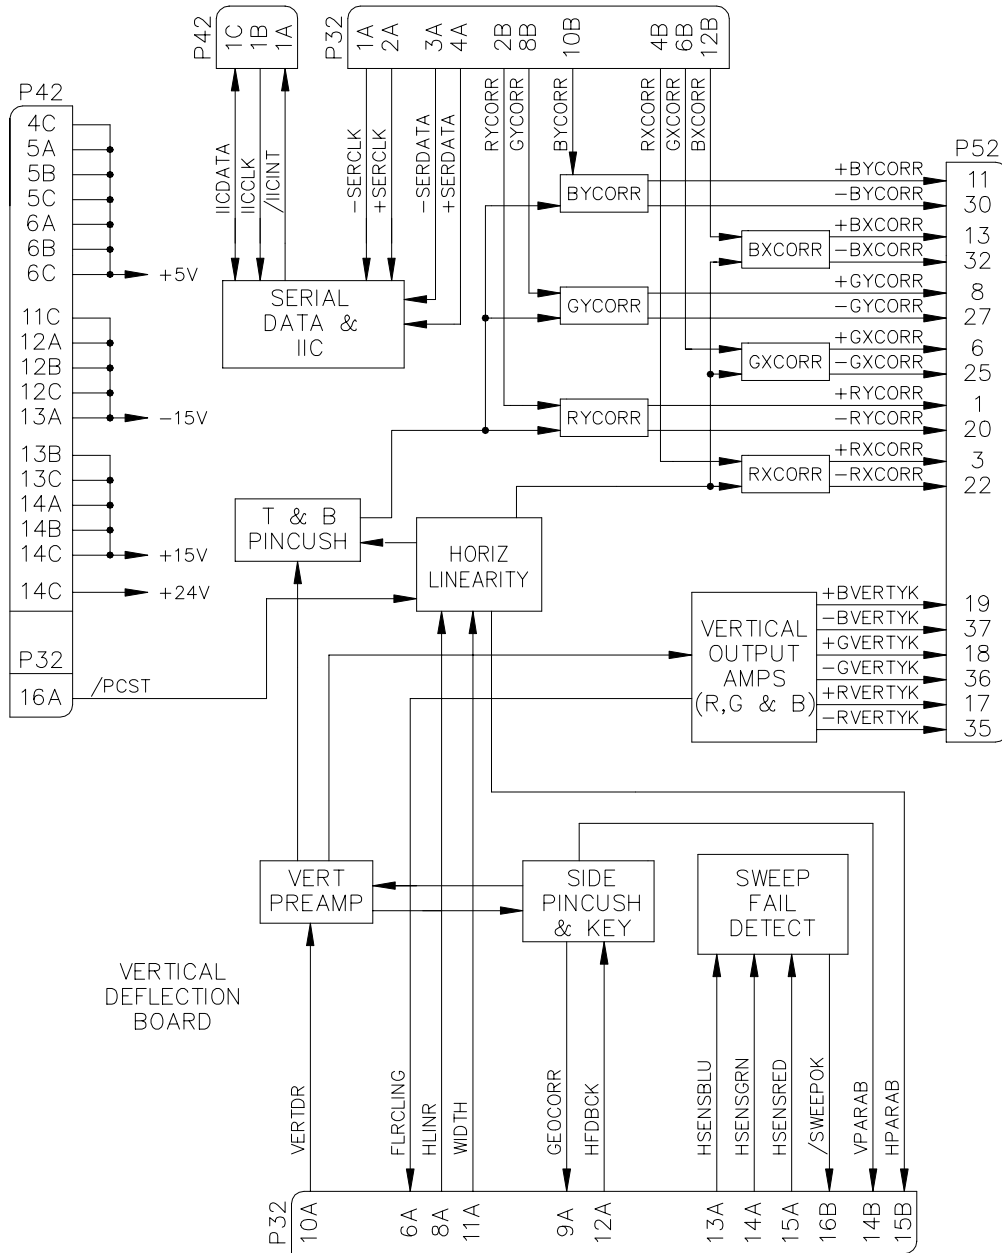 P42
1C
1B
1A
P32
1A
2A
3A
4A
2B
8B
10B
4B
6B
12B
IICDATA
IICCLK
/IICINT
-SERCLK
+SERCLK
-SERDATA
+SERDATA
RYCORR
GYCORR
BYCORR
RXCORR
GXCORR
BXCORR
P42
4C
5A
5B
5C
6A
6B
6C
+5V
11C
12A
12B
12C
13A
-15V
13B
13C
14A
14B
14C
+15V
14C
+24V
P32
16A
/PCST
SERIAL
DATA &
IIC
BYCORR
BXCORR
GYCORR
GXCORR
RYCORR
RXCORR
P52
+BYCORR 11
-BYCORR 30
+BXCORR 13
-BXCORR 32
+GYCORR 8
-GYCORR 27
+GXCORR 6
-GXCORR 25
+RYCORR 1
-RYCORR 20
+RXCORR 3
-RXCORR 22
T & B
PINCUSH
HORIZ
LINEARITY
VERTICAL
OUTPUT
AMPS
(R,G & B)
+BVERTYK 19
-BVERTYK 37
+GVERTYK 18
-GVERTYK 36
+RVERTYK 17
-RVERTYK 35
VERT
PREAMP
SIDE
PINCUSH
& KEY
SWEEP
FAIL
DETECT
VERTICAL
DEFLECTION
BOARD
VERTDR
FLRCLING
HLINR
WIDTH
GEOCORR
HFDBCK
HSENSBLU
HSENSGRN
HSENSRED
/SWEEPOK
VPARAB
HPARAB
P32
10A
6A
8A
11A
9A
12A
13A
14A
15A
16B
14B
15B